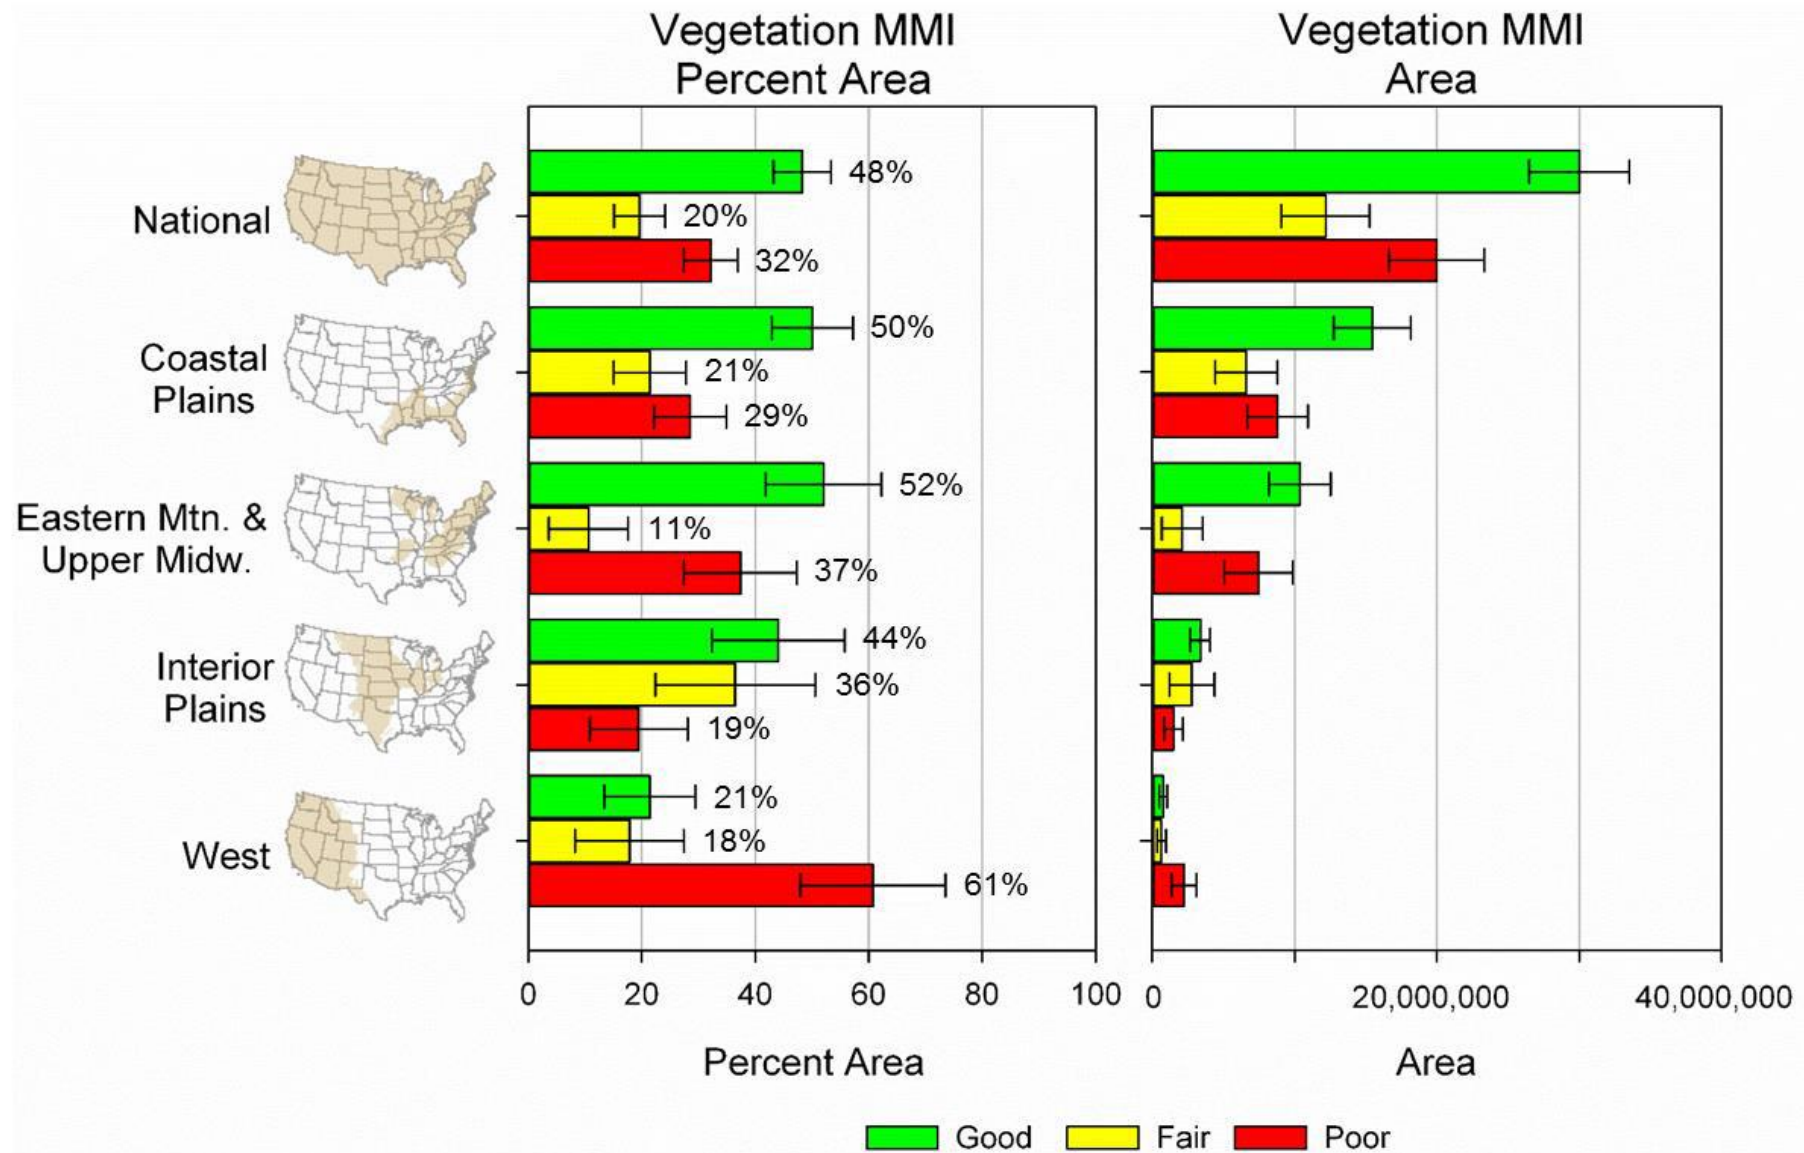 Vegetation MMI
Percent Area
Vegetation MMI
Area
National
48%
20%
32%
Coastal
Plains
50%
21%
29%
Eastern Mtn. &
Upper Midw.
52%
11%
37%
Interior
Plains
44%
36%
19%
West
21%
18%
61%
0 20 40 60 80 100
0 20,000,000 40,000,000
Percent Area
Area
Good Fair Poor